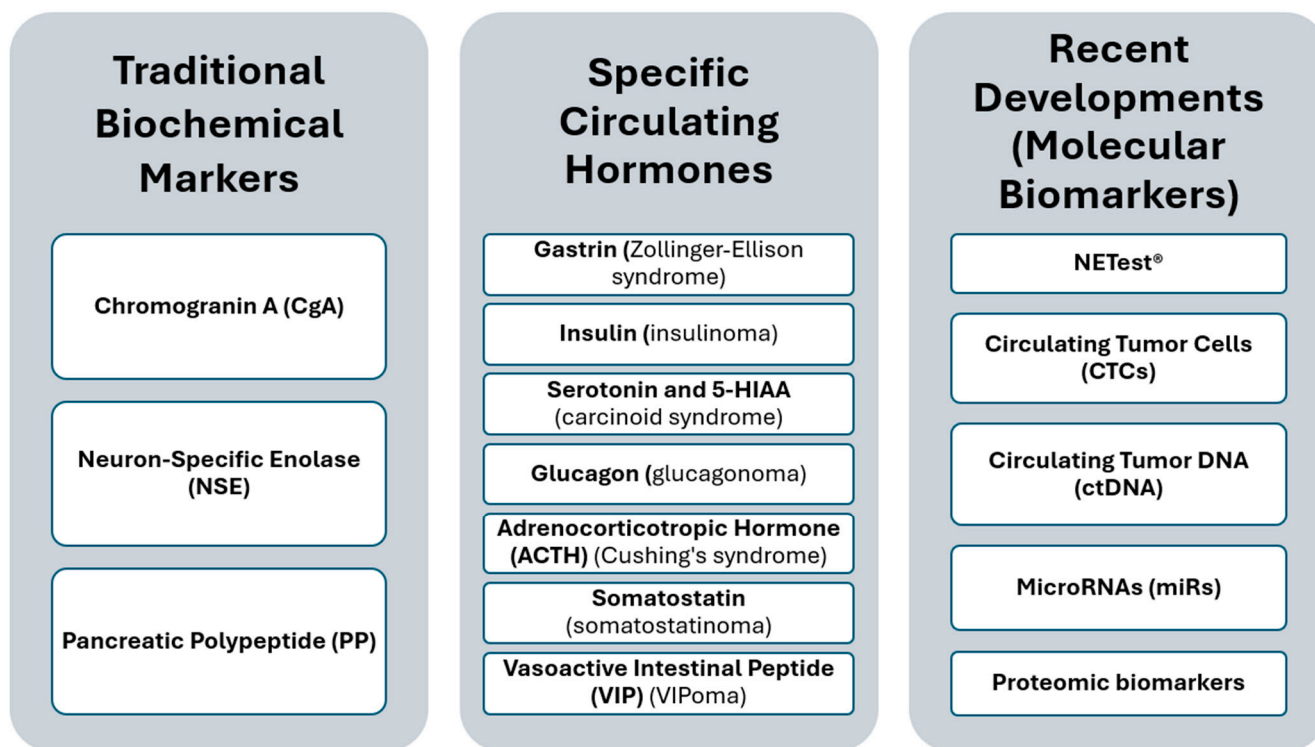 Traditional
Biochemical
Markers
Chromogranin A (CgA)
Neuron-Specific Enolase
(NSE)
Pancreatic Polypeptide (PP)
Specific
Circulating
Hormones
Gastrin (Zollinger-Ellison
syndrome)
Insulin (insulinoma)
Serotonin and 5-HIAA
(carcinoid syndrome)
Glucagon (glucagonoma)
Adrenocorticotropic Hormone
(ACTH) (Cushing's syndrome)
Somatostatin
(somatostatinoma)
Vasoactive Intestinal Peptide
(VIP) (VIPoma)
Recent
Developments
(Molecular
Biomarkers)
NETest®
Circulating Tumor Cells
(CTCs)
Circulating Tumor DNA
(ctDNA)
MicroRNAs (miRs)
Proteomic biomarkers